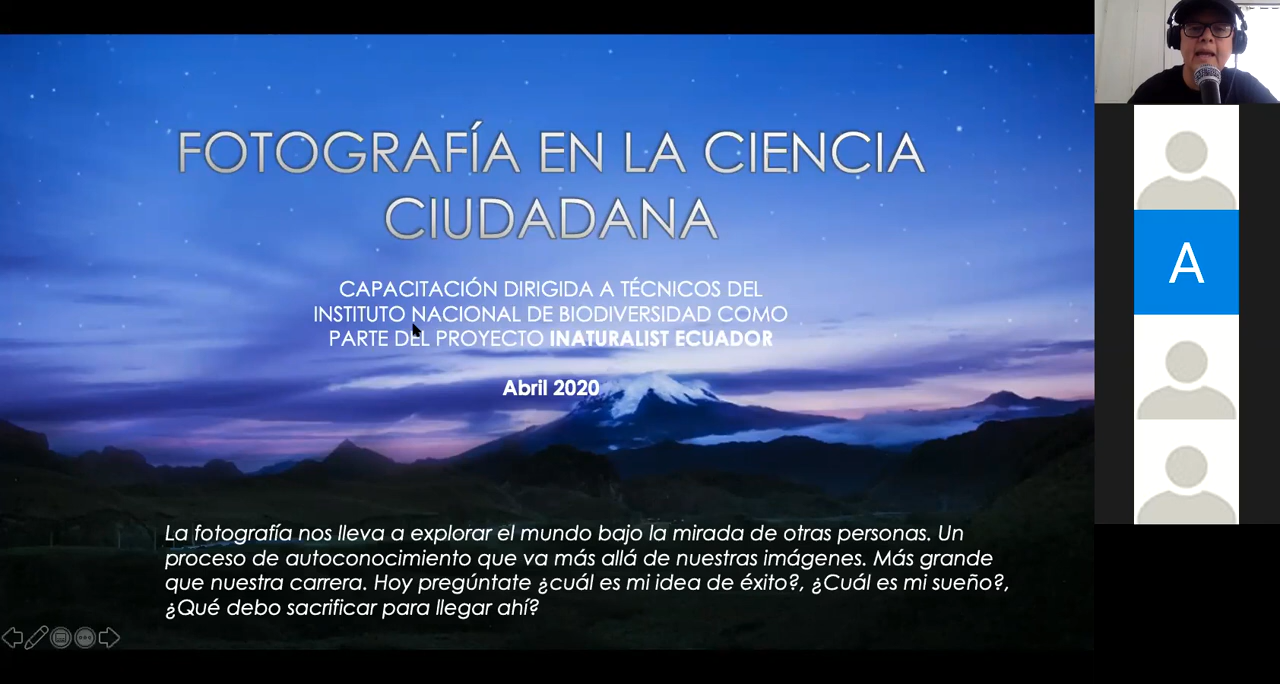 FOTOGRAFÍA EN LA CIENCIA
CIUDADANA
CAPACITACIÓN DIRIGIDA A TÉCNICOS DEL
INSTITUTO NACIONAL DE BIODIVERSIDAD COMO
PARTE DEL PROYECTO INATURALIST ECUADOR
Abril 2020
La fotografía nos lleva a explorar el mundo bajo la mirada de otras personas. Un
proceso de autoconocimiento que va más allá de nuestras imágenes. Más grande
que nuestra carrera. Hoy pregúntate ¿cuál es mi idea de éxito?, ¿Cuál es mi sueño?,
¿Qué debo sacrificar para llegar ahí?
A